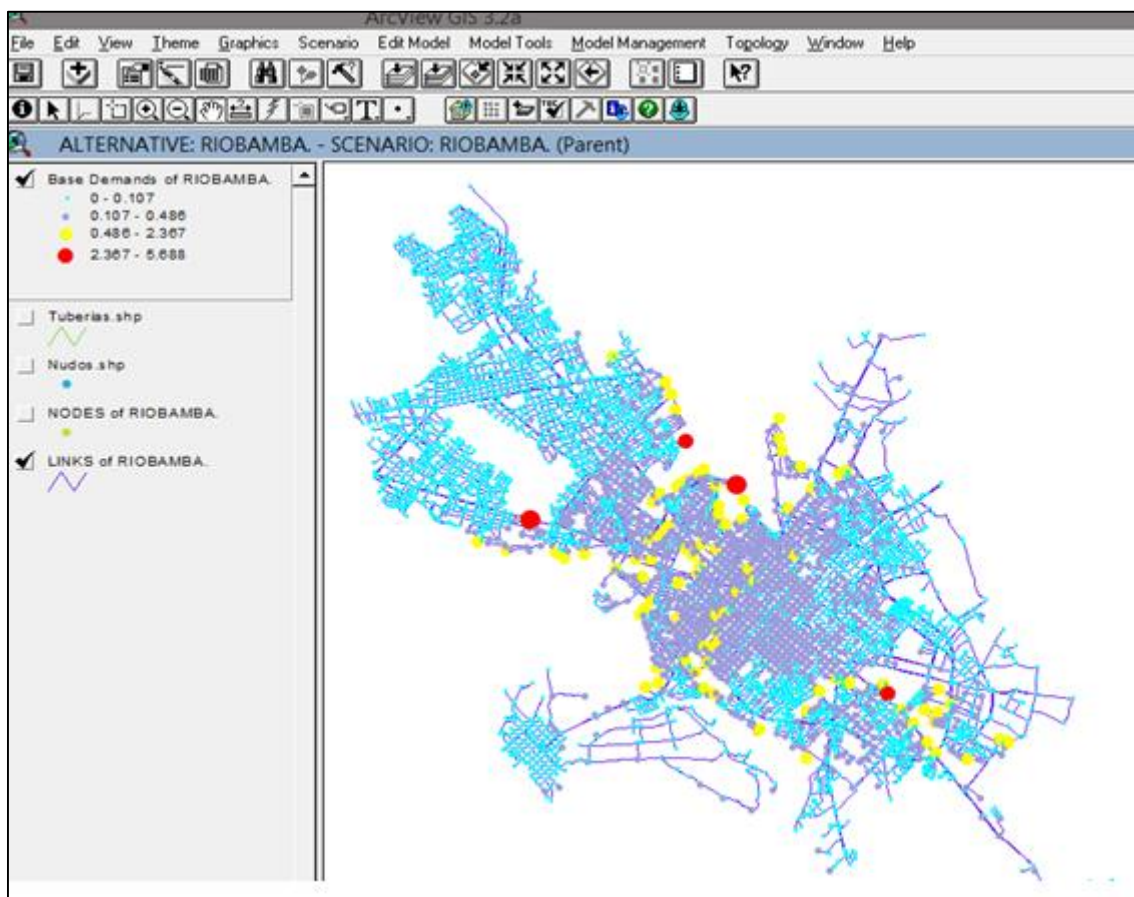 ArcView GIS 3.2a
File Edit View Theme Graphics Scenario Edit Model Model Tools Model Management Topology Window Help
ALTERNATIVE: RIOBAMBA. - SCENARIO: RIOBAMBA. (Parent)
Base Demands of RIOBAMBA.
0 - 0.107
0.107 - 0.486
0.486 - 2.367
2.367 - 5.688
Tuberias.shp
Nudos.shp
NODES of RIOBAMBA.
LINKS of RIOBAMBA.